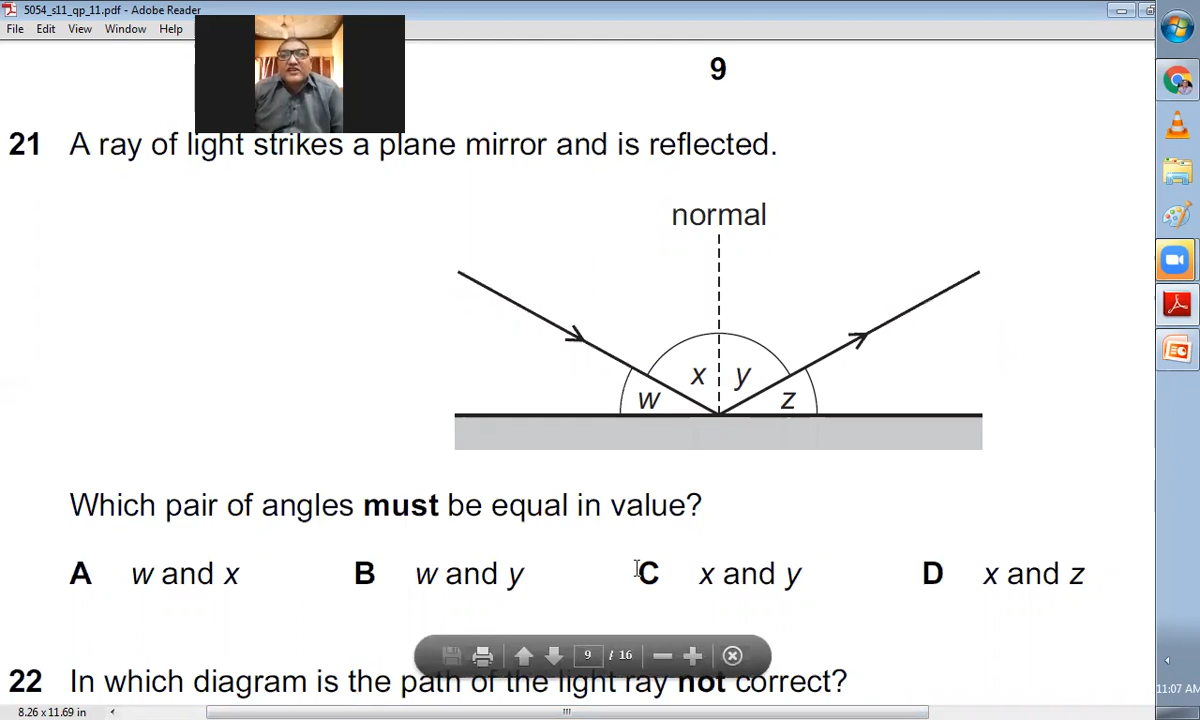 5054_s11_qp_11.pdf - Adobe Reader
File Edit View Window Help
9
21 A ray of light strikes a plane mirror and is reflected.
normal
x y
w z
Which pair of angles must be equal in value?
A w and x B w and y C x and y D x and z
9 / 16
22 In which diagram is the path of the light ray not correct?
8.26 x 11.69 in
11:07 AM